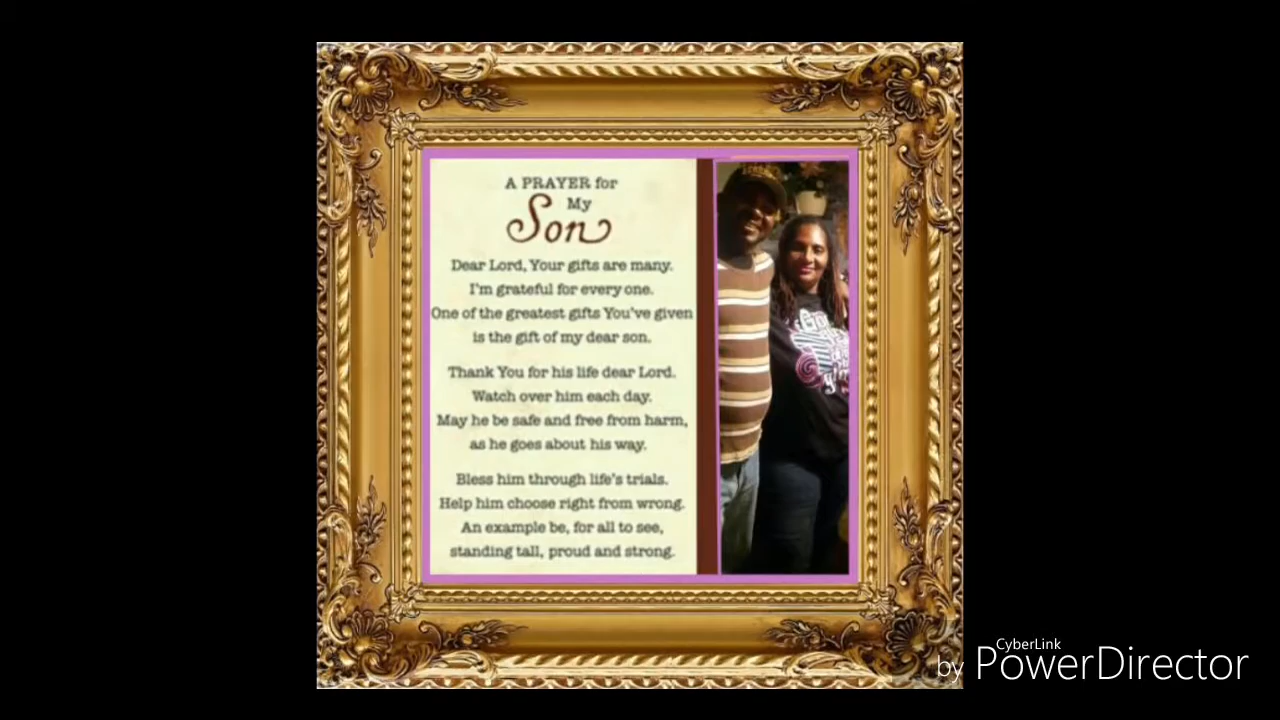 A PRAYER for
My
Son
Dear Lord, Your gifts are many.
I'm grateful for every one.
One of the greatest gifts You've given
is the gift of my dear son.
Thank You for his life dear Lord.
Watch over him each day.
May he be safe and free from harm,
as he goes about his way.
Bless him through life's trials.
Help him choose right from wrong.
An example be, for all to see,
standing tall, proud and strong.
CyberLink
by PowerDirector